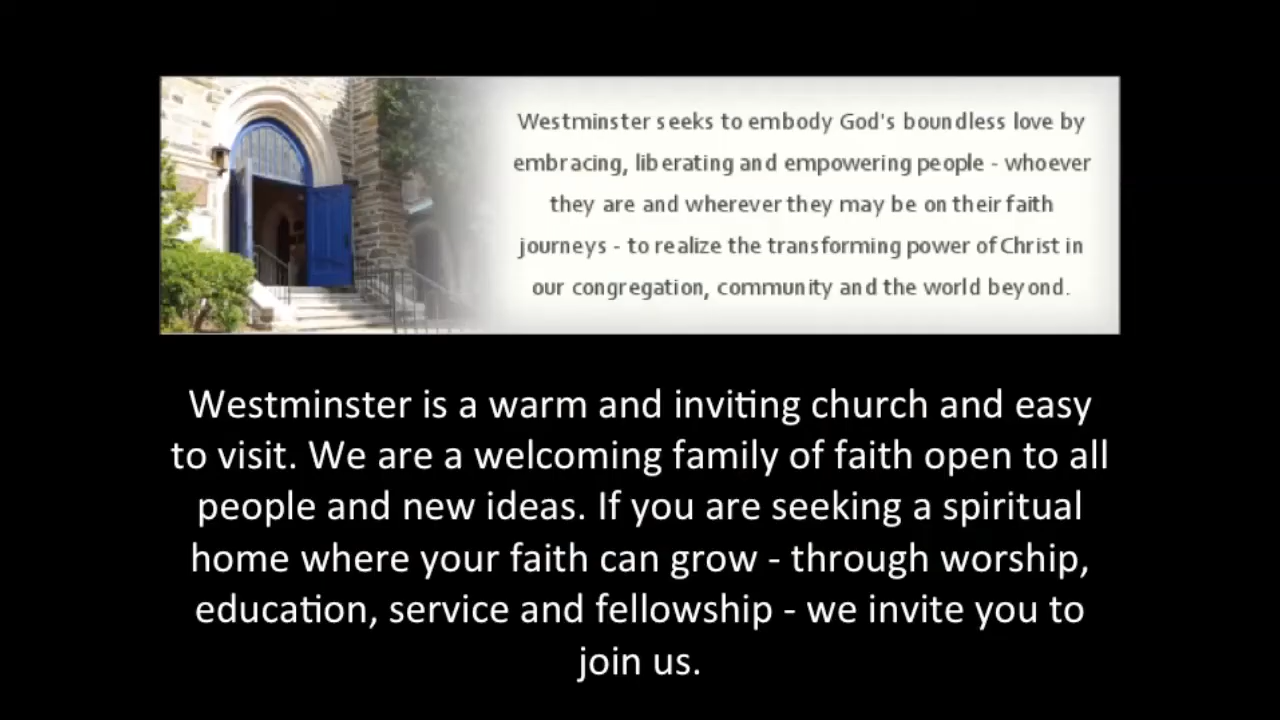 Westminster seeks to embody God's boundless love by
embracing, liberating and empowering people - whoever
they are and wherever they may be on their faith
journeys - to realize the transforming power of Christ in
our congregation, community and the world beyond.
Westminster is a warm and inviting church and easy
to visit. We are a welcoming family of faith open to all
people and new ideas. If you are seeking a spiritual
home where your faith can grow - through worship,
education, service and fellowship - we invite you to
join us.